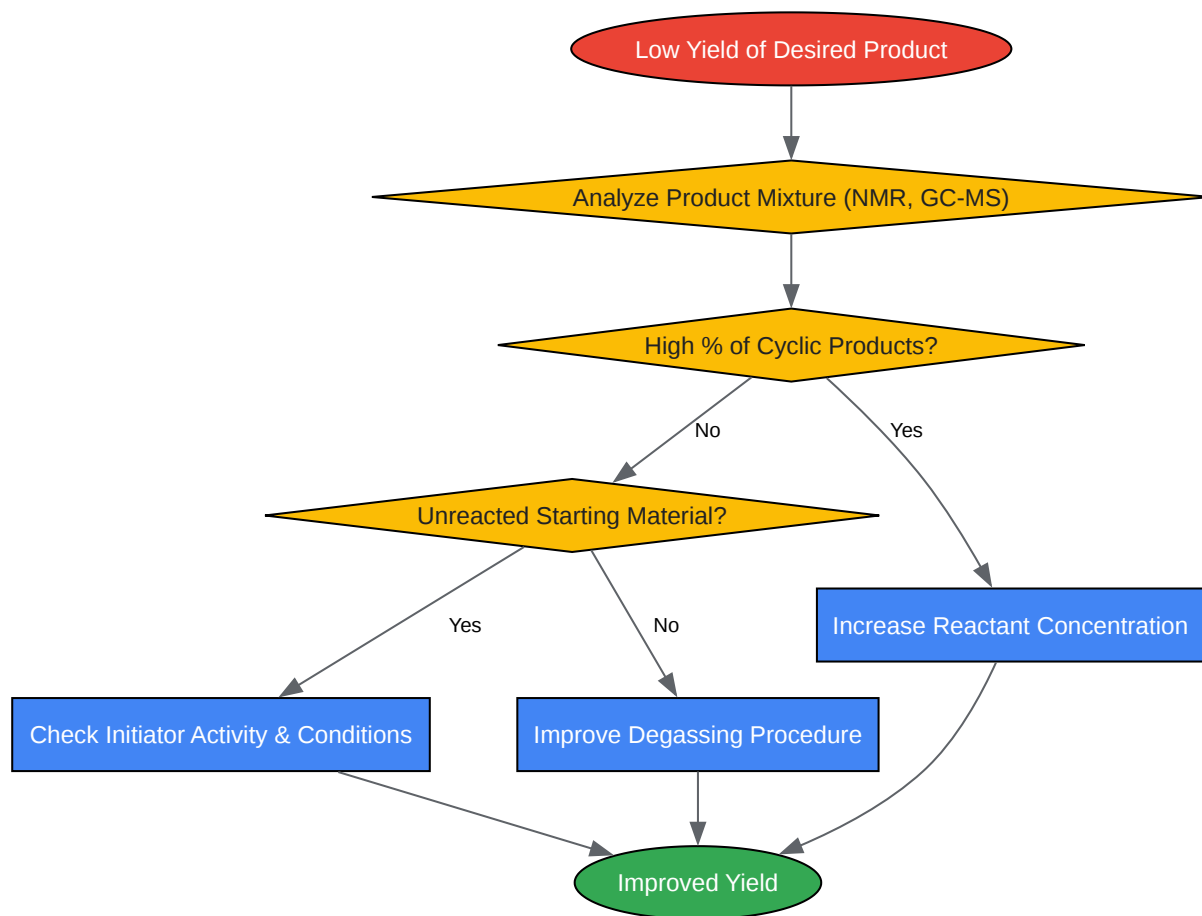 Low Yield of Desired Product
Analyze Product Mixture (NMR, GC-MS)
High % of Cyclic Products?
No
Yes
Unreacted Starting Material?
Yes
No
Increase Reactant Concentration
Check Initiator Activity & Conditions
Improve Degassing Procedure
Improved Yield